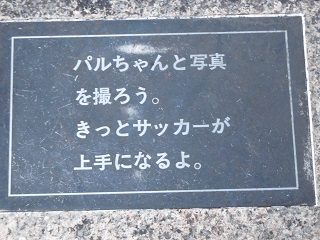 パルちゃんと写真
を撮ろう。
きっとサッカーが
上手になるよ。